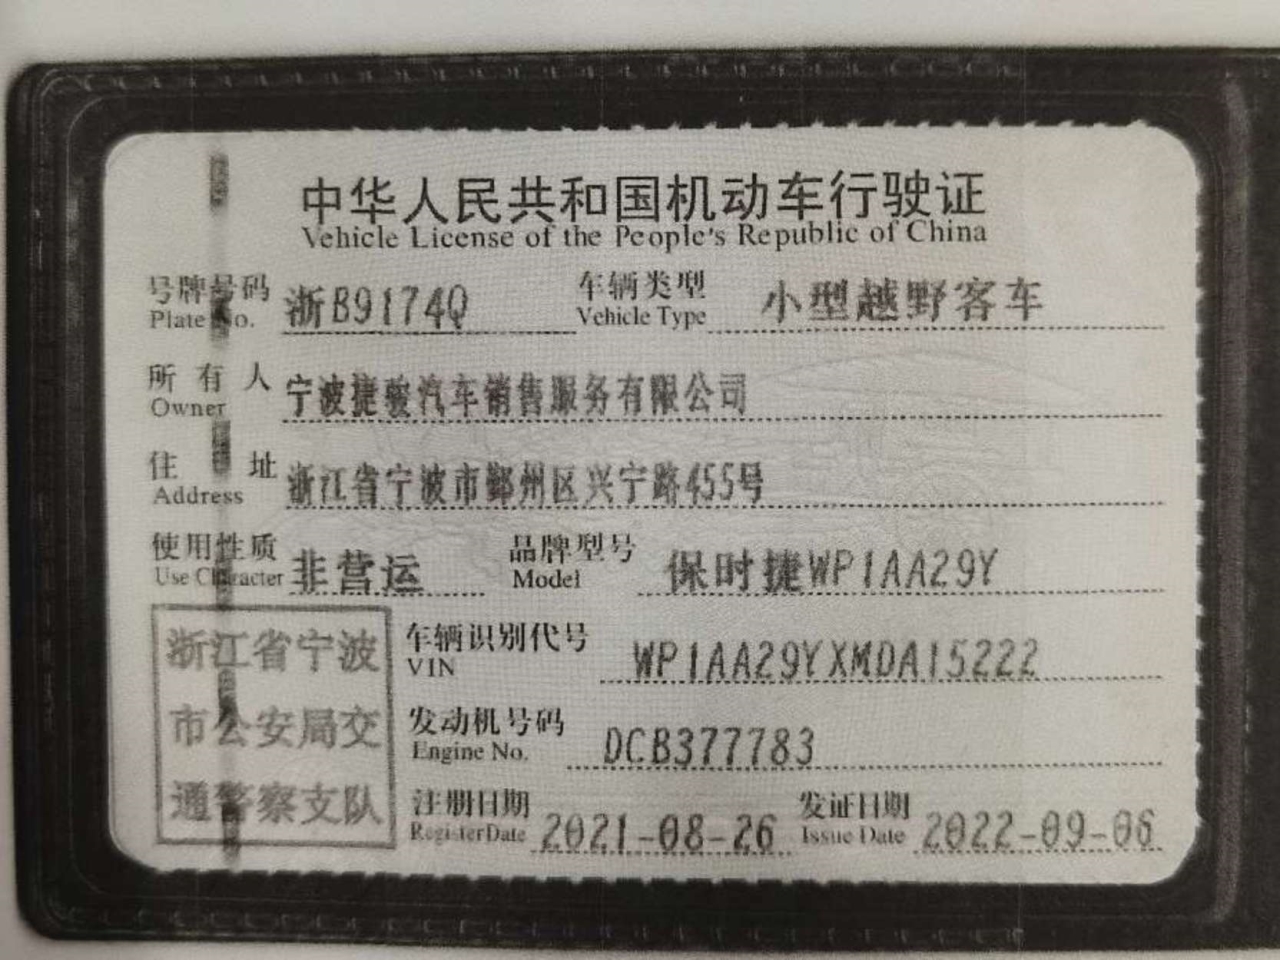 中华人民共和国机动车行驶证
Vehicle License of the People's Republic of China
号牌号码 浙B9174Q 车辆类型 小型越野客车
Plate No. Vehicle Type
所有人 宁波捷骏汽车销售服务有限公司
Owner
住址 浙江省宁波市鄞州区兴宁路455号
Address
使用性质 非营运 品牌型号 保时捷WP1AA29Y
Use Character Model
浙江省宁波
市公安局交
通警察支队
车辆识别代号 WP1AA29YXMDA15222
VIN
发动机号码 DCB377783
Engine No.
注册日期 2021-08-26 发证日期 2022-09-06
Register Date Issue Date